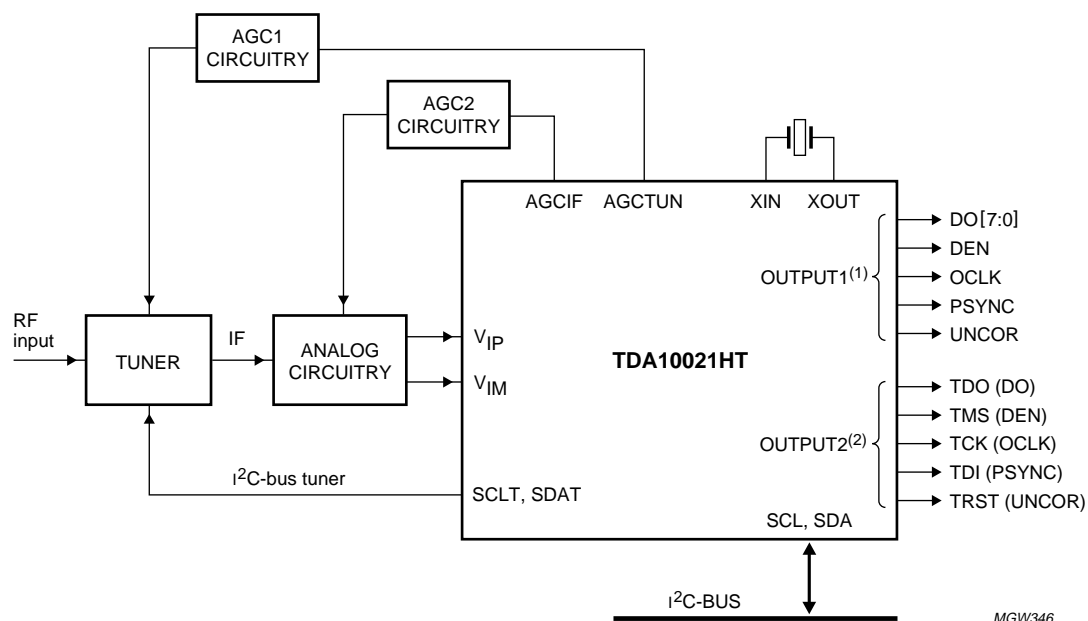 AGC1
CIRCUITRY
AGC2
CIRCUITRY
AGCIF AGCTUN XIN XOUT
DO[7:0]
DEN
OUTPUT1(1)
OCLK
PSYNC
UNCOR
RF
input
TUNER
IF
ANALOG
CIRCUITRY
VIP
VIM
TDA10021HT
TDO (DO)
TMS (DEN)
OUTPUT2(2)
TCK (OCLK)
TDI (PSYNC)
TRST (UNCOR)
I2C-bus tuner
SCLT, SDAT
SCL, SDA
I2C-BUS
MGW346